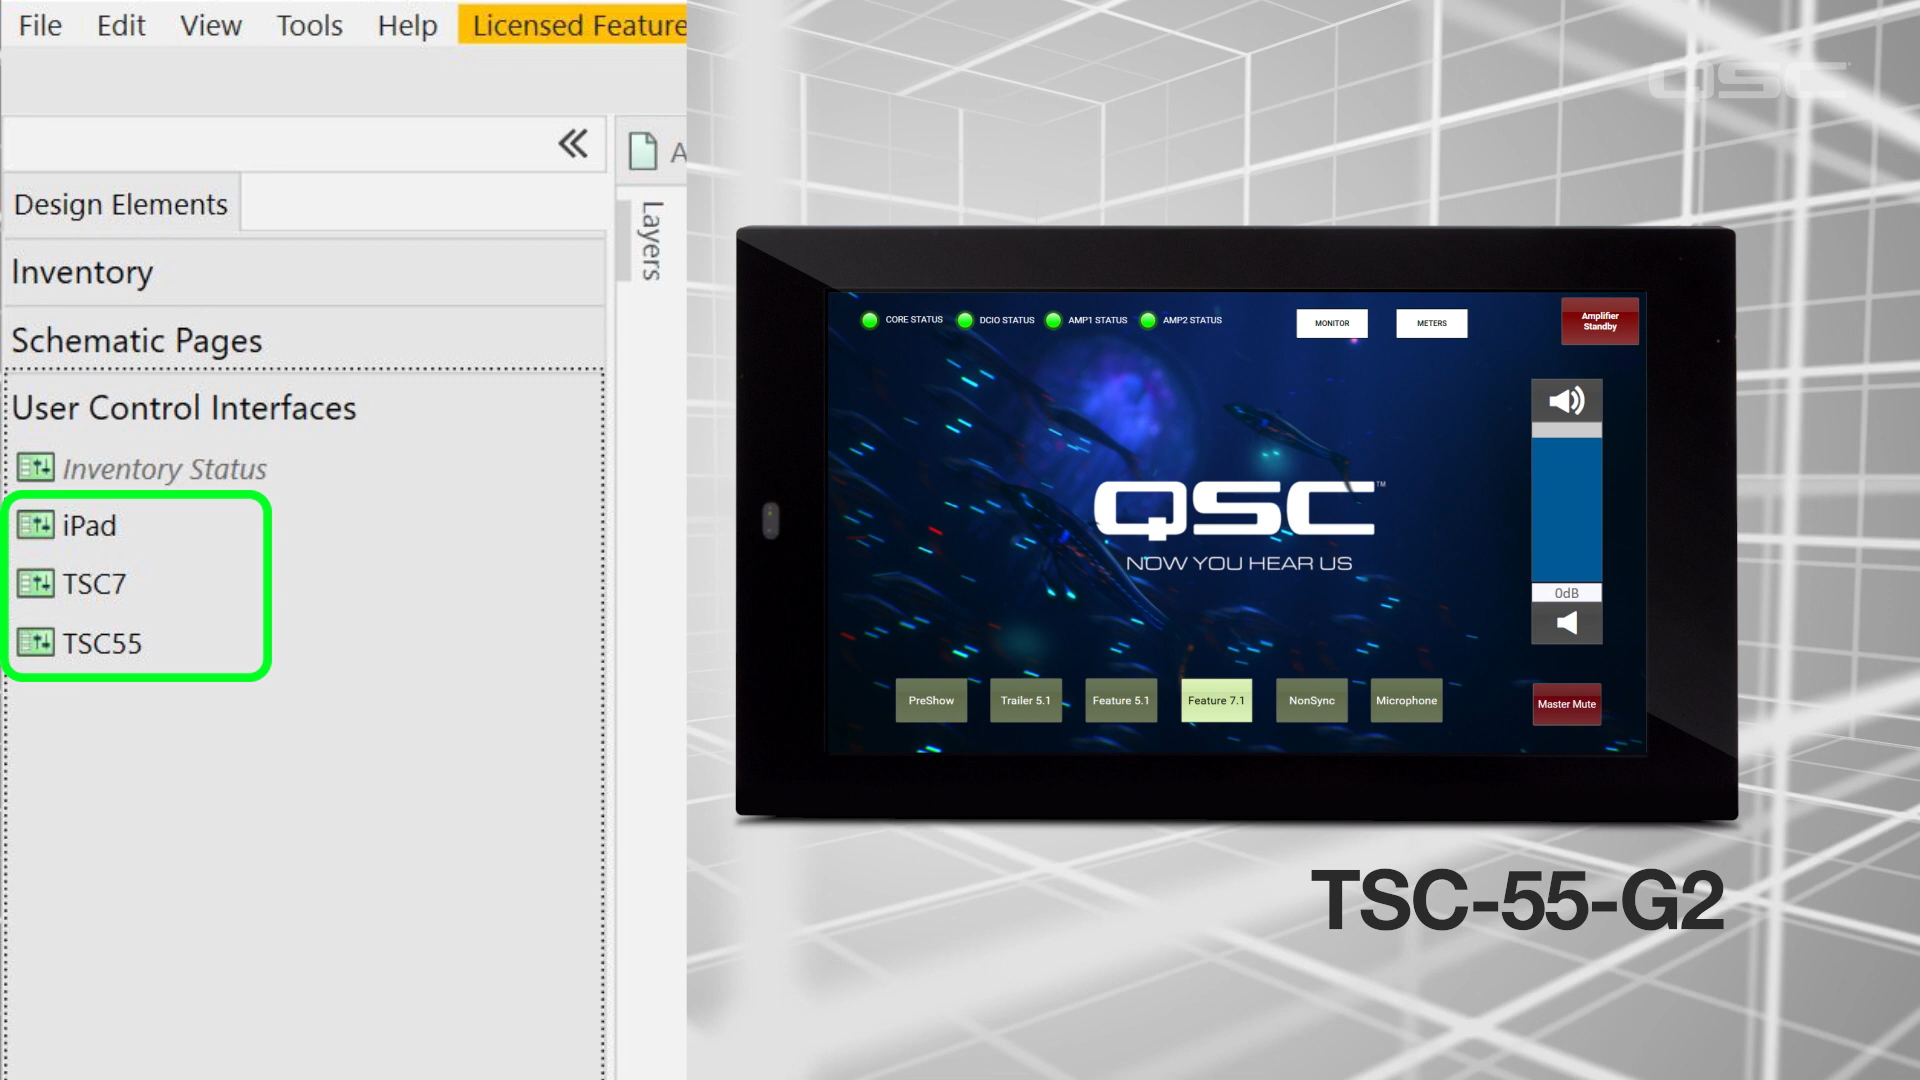 File Edit View Tools Help Licensed Feature
A
Design Elements
Layers
Inventory
Schematic Pages
User Control Interfaces
Inventory Status
iPad
TSC7
TSC55
QSC
CORE STATUS DCIO STATUS AMP1 STATUS AMP2 STATUS MONITOR METERS
Amplifier
Standby
QSC™
NOW YOU HEAR US
0dB
PreShow Trailer 5.1 Feature 5.1 Feature 7.1 NonSync Microphone Master Mute
TSC-55-G2